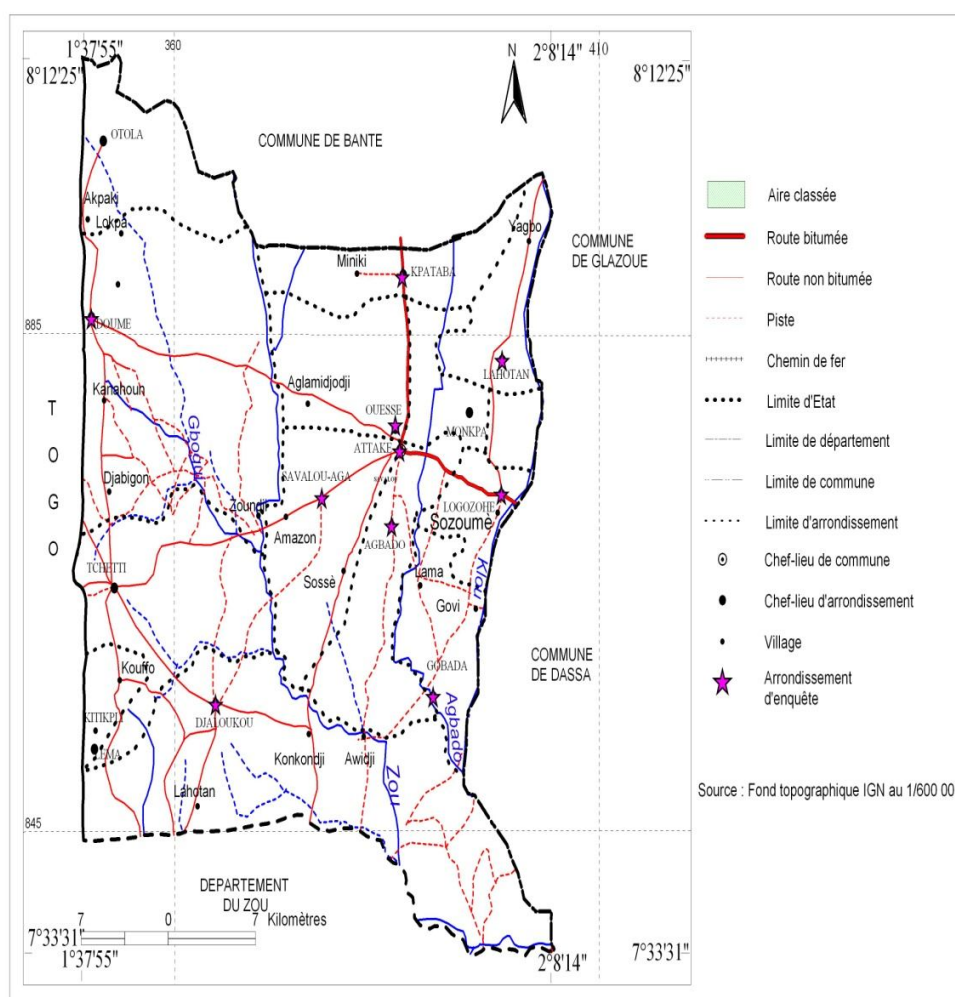 1°37'55"
360
2°8'14"
410
8°12'25"
8°12'25"
N
OTOLA
COMMUNE DE BANTE
Akpaki
Lokpa
Yagbo
COMMUNE
DE GLAZOUE
Miniki
KPATABA
DOUME
885
LAHOTAN
Kanahoun
Aglamidjodji
T
O
G
O
OUESSE
MONKPA
Gbogui
ATTAKE
Djabigon
SAVALOU-AGA
LOGOZOHE
Zoundji
Amazon
Sozoume
AGBADO
TCHETTI
Sossè
Lama
Klou
Govi
COMMUNE
DE DASSA
Kouffo
GOBADA
Agbado
KITIKPLI
DJALOUKOU
LEMA
Konkondji
Awidji
Zou
Lahotan
845
DEPARTEMENT
DU ZOU
7 0 7 Kilomètres
7°33'31"
7°33'31"
1°37'55"
2°8'14"
Aire classée
Route bitumée
Route non bitumée
Piste
Chemin de fer
Limite d'Etat
Limite de département
Limite de commune
Limite d'arrondissement
Chef-lieu de commune
Chef-lieu d'arrondissement
Village
Arrondissement
d'enquête
Source : Fond topographique IGN au 1/600 00